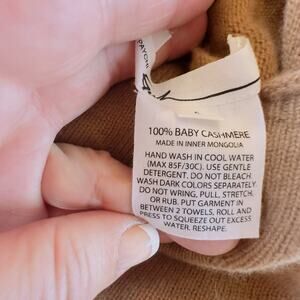 100% BABY CASHMERE
MADE IN INNER MONGOLIA
HAND WASH IN COOL WATER
(MAX 85F/30C). USE GENTLE
DETERGENT. DO NOT BLEACH
WASH DARK COLORS SEPARATELY.
DO NOT WRING, PULL, STRETCH,
OR RUB. PUT GARMENT IN
BETWEEN 2 TOWELS, ROLL AND
PRESS TO SQUEEZE OUT EXCESS
WATER. RESHAPE.